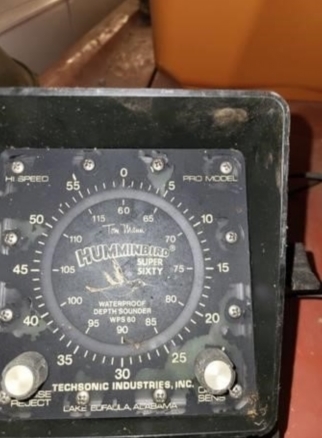 HI SPEED
PRO MODEL
0
55
5
60
50
115
65
10
Tom Mann
110
70
HUMMINBIRD
SUPER
SIXTY
45
105
75
15
100
80
WATERPROOF
DEPTH SOUNDER
WPS 60
40
95
85
20
90
35
25
30
TECHSONIC INDUSTRIES, INC.
REJECT
SENS
LAKE EUFAULA, ALABAMA